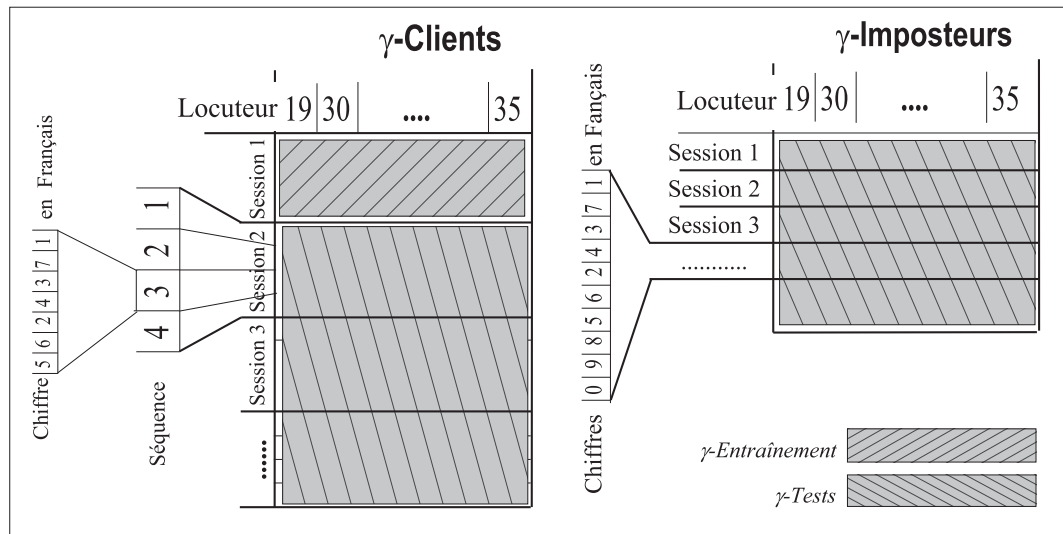 γ-Clients
Locuteur 19 30 .... 35
Session 1
Session 2
Session 3
.......
1 2 3 4
Séquence
en Français
1 7 3 4 2 6 5
Chiffre
γ-Imposteurs
Locuteur 19 30 .... 35
Session 1
Session 2
Session 3
...........
en Fançais
1 7 3 4 2 6 5 8 9 0
Chiffres
γ-Entraînement
γ-Tests